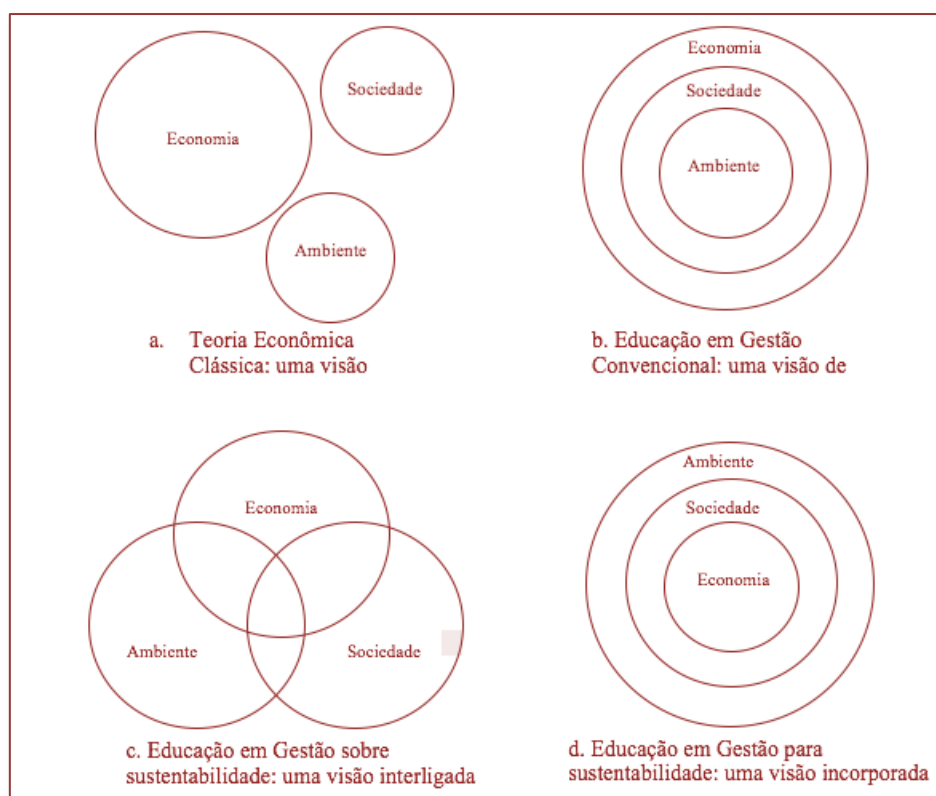 Economia
Sociedade
Ambiente
a. Teoria Econômica
Clássica: uma visão
Economia
Sociedade
Ambiente
b. Educação em Gestão
Convencional: uma visão de
Economia
Ambiente
Sociedade
c. Educação em Gestão sobre
sustentabilidade: uma visão interligada
Ambiente
Sociedade
Economia
d. Educação em Gestão para
sustentabilidade: uma visão incorporada